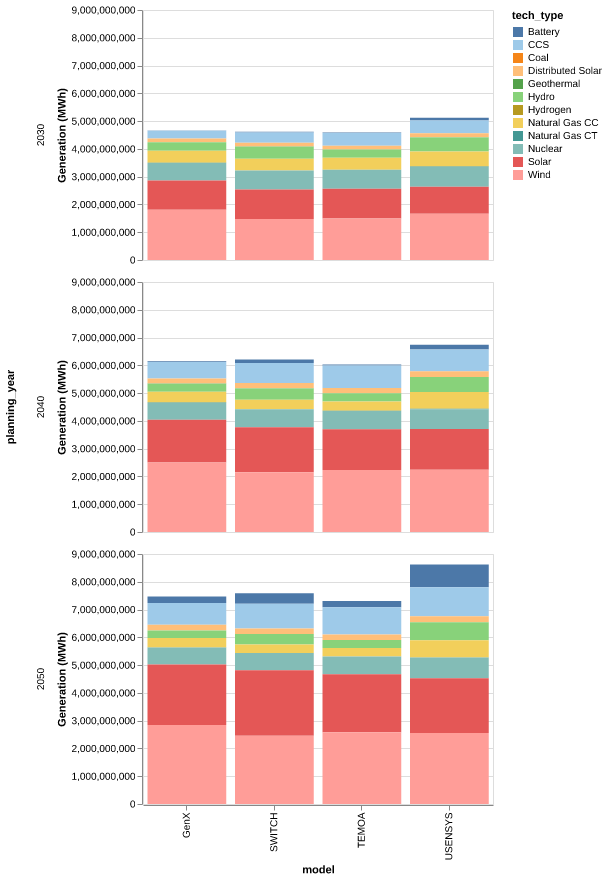 tech_type
Battery
CCS
Coal
Distributed Solar
Geothermal
Hydro
Hydrogen
Natural Gas CC
Natural Gas CT
Nuclear
Solar
Wind
planning_year
2030
Generation (MWh)
9,000,000,000
8,000,000,000
7,000,000,000
6,000,000,000
5,000,000,000
4,000,000,000
3,000,000,000
2,000,000,000
1,000,000,000
0
2040
Generation (MWh)
9,000,000,000
8,000,000,000
7,000,000,000
6,000,000,000
5,000,000,000
4,000,000,000
3,000,000,000
2,000,000,000
1,000,000,000
0
2050
Generation (MWh)
9,000,000,000
8,000,000,000
7,000,000,000
6,000,000,000
5,000,000,000
4,000,000,000
3,000,000,000
2,000,000,000
1,000,000,000
0
GenX
SWITCH
TEMOA
USENSYS
model